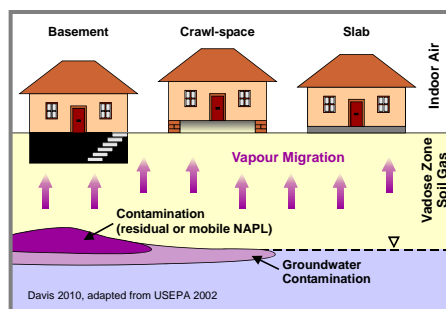 Basement
Crawl-space
Slab
Indoor Air
Vapour Migration
Vadose Zone
Soil Gas
Contamination
(residual or mobile NAPL)
Groundwater
Contamination
Davis 2010, adapted from USEPA 2002